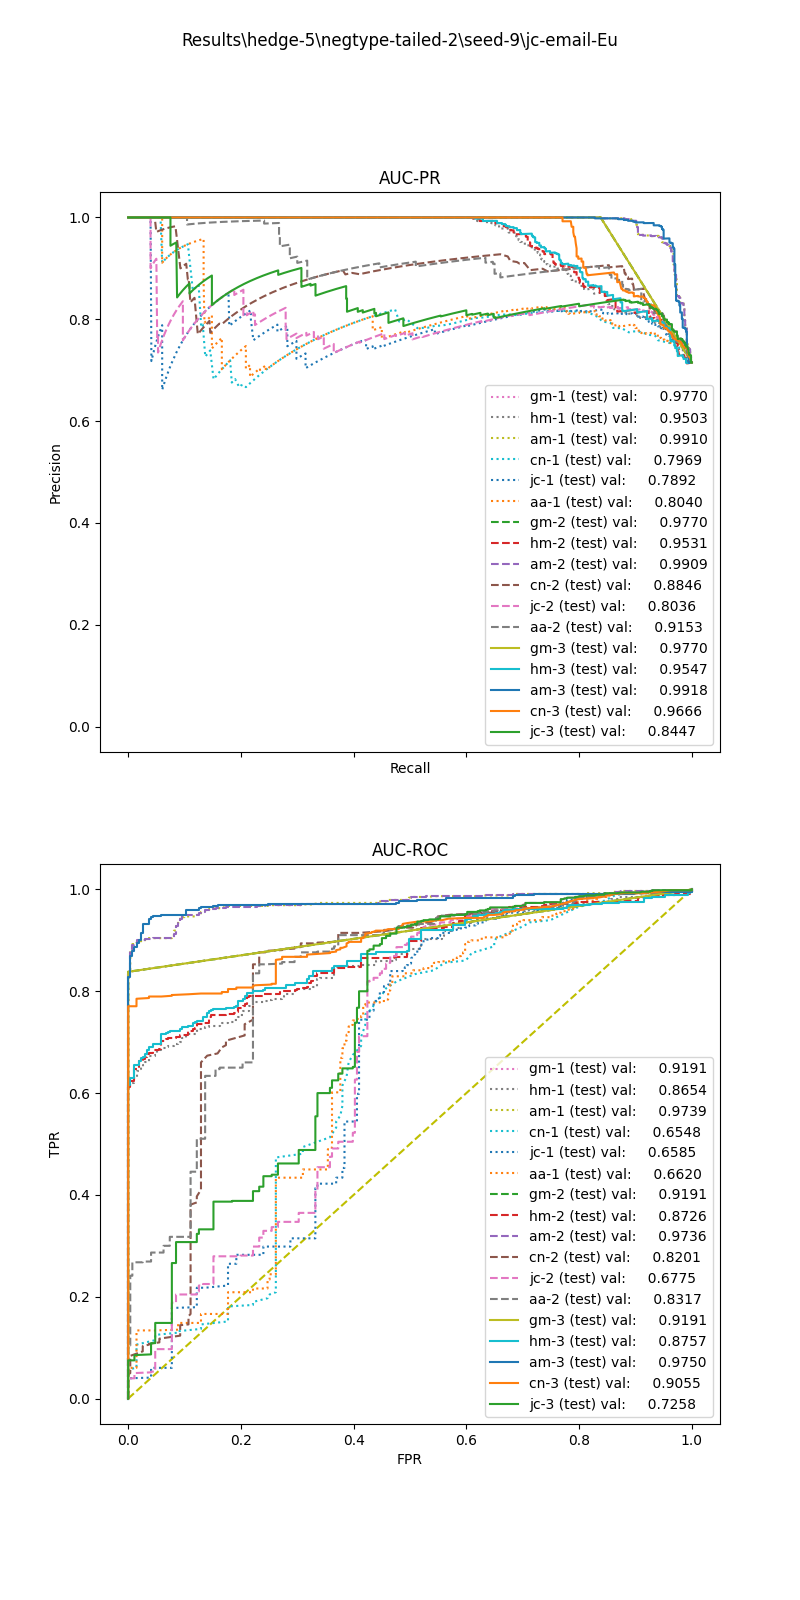 Results\hedge-5\negtype-tailed-2\seed-9\jc-email-Eu
AUC-PR
1.0
0.8
0.6
0.4
0.2
0.0
Precision
gm-1 (test) val: 0.9770
hm-1 (test) val: 0.9503
am-1 (test) val: 0.9910
cn-1 (test) val: 0.7969
jc-1 (test) val: 0.7892
aa-1 (test) val: 0.8040
gm-2 (test) val: 0.9770
hm-2 (test) val: 0.9531
am-2 (test) val: 0.9909
cn-2 (test) val: 0.8846
jc-2 (test) val: 0.8036
aa-2 (test) val: 0.9153
gm-3 (test) val: 0.9770
hm-3 (test) val: 0.9547
am-3 (test) val: 0.9918
cn-3 (test) val: 0.9666
jc-3 (test) val: 0.8447
Recall
AUC-ROC
1.0
0.8
0.6
0.4
0.2
0.0
TPR
gm-1 (test) val: 0.9191
hm-1 (test) val: 0.8654
am-1 (test) val: 0.9739
cn-1 (test) val: 0.6548
jc-1 (test) val: 0.6585
aa-1 (test) val: 0.6620
gm-2 (test) val: 0.9191
hm-2 (test) val: 0.8726
am-2 (test) val: 0.9736
cn-2 (test) val: 0.8201
jc-2 (test) val: 0.6775
aa-2 (test) val: 0.8317
gm-3 (test) val: 0.9191
hm-3 (test) val: 0.8757
am-3 (test) val: 0.9750
cn-3 (test) val: 0.9055
jc-3 (test) val: 0.7258
0.0 0.2 0.4 0.6 0.8 1.0
FPR